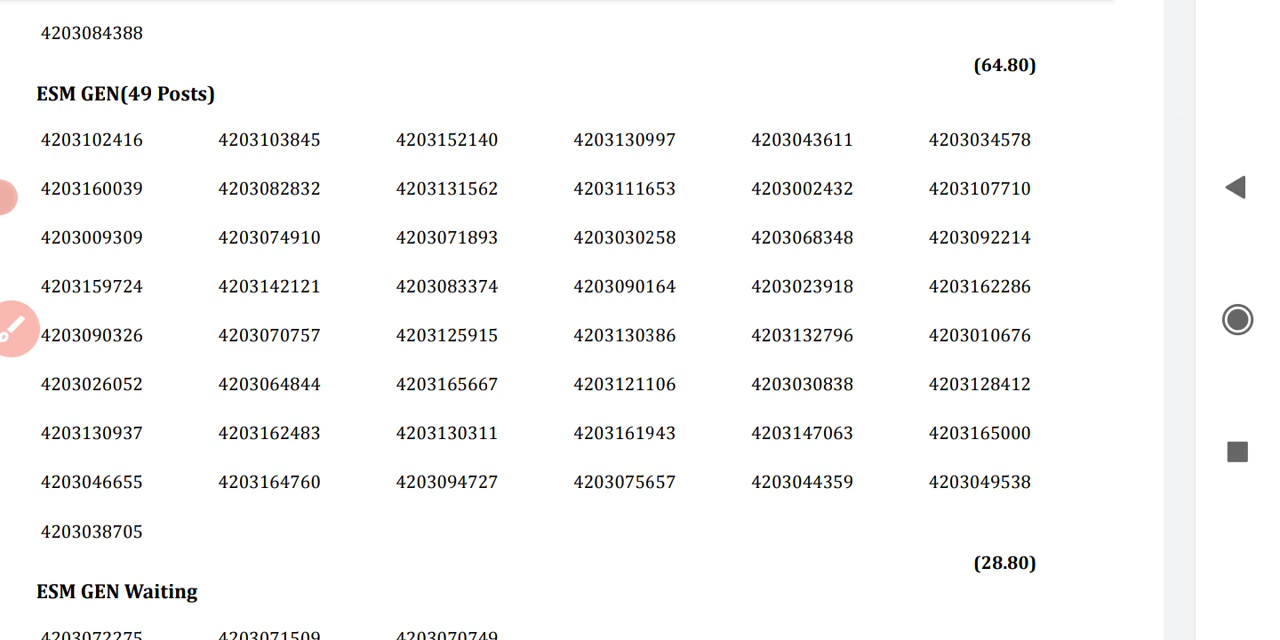 4203084388
(64.80)
ESM GEN(49 Posts)
4203102416 4203103845 4203152140 4203130997 4203043611 4203034578
4203160039 4203082832 4203131562 4203111653 4203002432 4203107710
4203009309 4203074910 4203071893 4203030258 4203068348 4203092214
4203159724 4203142121 4203083374 4203090164 4203023918 4203162286
4203090326 4203070757 4203125915 4203130386 4203132796 4203010676
4203026052 4203064844 4203165667 4203121106 4203030838 4203128412
4203130937 4203162483 4203130311 4203161943 4203147063 4203165000
4203046655 4203164760 4203094727 4203075657 4203044359 4203049538
4203038705
(28.80)
ESM GEN Waiting
4203072275 4203071509 4203070749